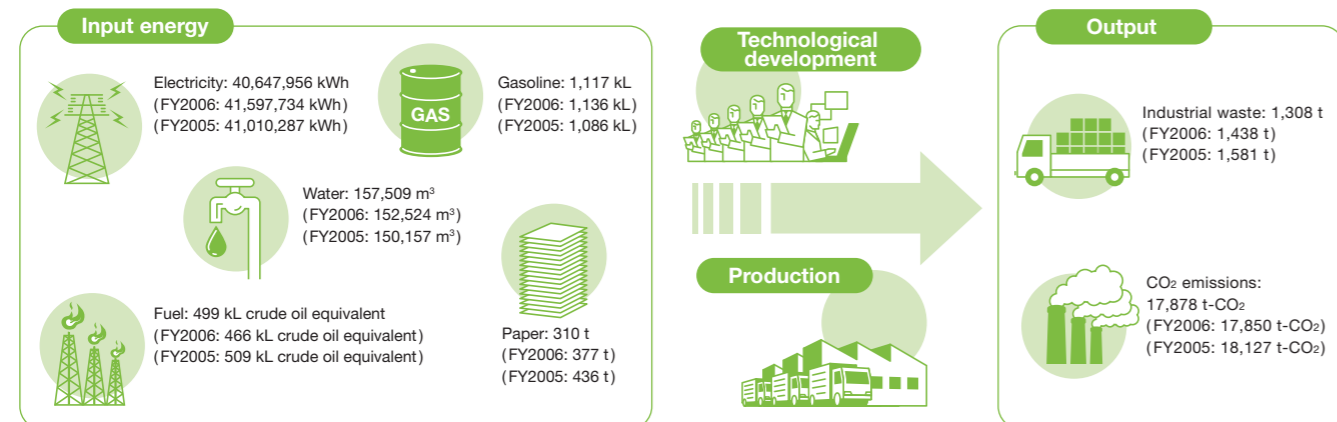 Input energy
Electricity: 40,647,956 kWh
(FY2006: 41,597,734 kWh)
(FY2005: 41,010,287 kWh)
GAS
Gasoline: 1,117 kL
(FY2006: 1,136 kL)
(FY2005: 1,086 kL)
Water: 157,509 m³
(FY2006: 152,524 m³)
(FY2005: 150,157 m³)
Fuel: 499 kL crude oil equivalent
(FY2006: 466 kL crude oil equivalent)
(FY2005: 509 kL crude oil equivalent)
Paper: 310 t
(FY2006: 377 t)
(FY2005: 436 t)
Technological
development
Production
Output
Industrial waste: 1,308 t
(FY2006: 1,438 t)
(FY2005: 1,581 t)
CO₂ emissions:
17,878 t-CO₂
(FY2006: 17,850 t-CO₂)
(FY2005: 18,127 t-CO₂)